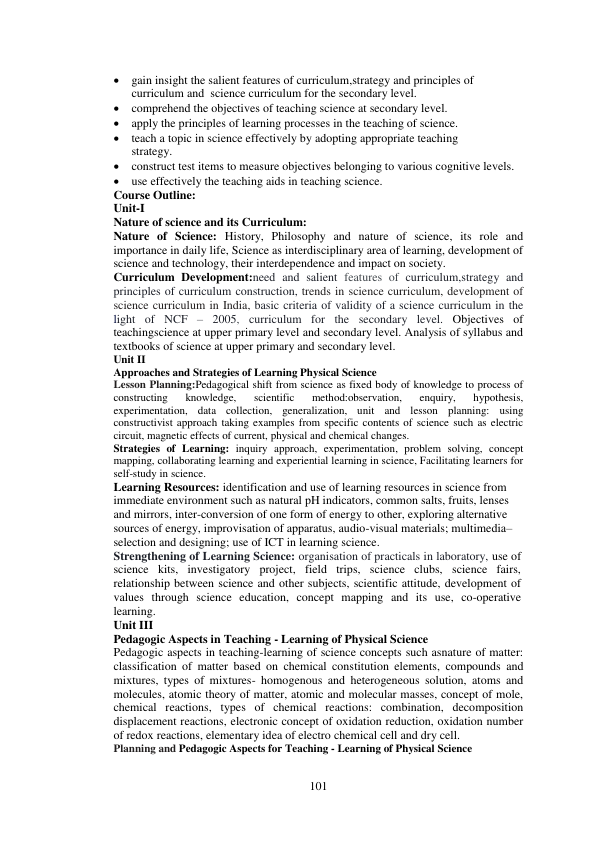 • gain insight the salient features of curriculum,strategy and principles of
curriculum and science curriculum for the secondary level.
• comprehend the objectives of teaching science at secondary level.
• apply the principles of learning processes in the teaching of science.
• teach a topic in science effectively by adopting appropriate teaching
strategy.
• construct test items to measure objectives belonging to various cognitive levels.
• use effectively the teaching aids in teaching science.
Course Outline:
Unit-I
Nature of science and its Curriculum:
Nature of Science: History, Philosophy and nature of science, its role and
importance in daily life, Science as interdisciplinary area of learning, development of
science and technology, their interdependence and impact on society.
Curriculum Development:need and salient features of curriculum,strategy and
principles of curriculum construction, trends in science curriculum, development of
science curriculum in India, basic criteria of validity of a science curriculum in the
light of NCF – 2005, curriculum for the secondary level. Objectives of
teachingscience at upper primary level and secondary level. Analysis of syllabus and
textbooks of science at upper primary and secondary level.
Unit II
Approaches and Strategies of Learning Physical Science
Lesson Planning:Pedagogical shift from science as fixed body of knowledge to process of
constructing knowledge, scientific method:observation, enquiry, hypothesis,
experimentation, data collection, generalization, unit and lesson planning: using
constructivist approach taking examples from specific contents of science such as electric
circuit, magnetic effects of current, physical and chemical changes.
Strategies of Learning: inquiry approach, experimentation, problem solving, concept
mapping, collaborating learning and experiential learning in science, Facilitating learners for
self-study in science.
Learning Resources: identification and use of learning resources in science from
immediate environment such as natural pH indicators, common salts, fruits, lenses
and mirrors, inter-conversion of one form of energy to other, exploring alternative
sources of energy, improvisation of apparatus, audio-visual materials; multimedia–
selection and designing; use of ICT in learning science.
Strengthening of Learning Science: organisation of practicals in laboratory, use of
science kits, investigatory project, field trips, science clubs, science fairs,
relationship between science and other subjects, scientific attitude, development of
values through science education, concept mapping and its use, co-operative
learning.
Unit III
Pedagogic Aspects in Teaching - Learning of Physical Science
Pedagogic aspects in teaching-learning of science concepts such asnature of matter:
classification of matter based on chemical constitution elements, compounds and
mixtures, types of mixtures- homogenous and heterogeneous solution, atoms and
molecules, atomic theory of matter, atomic and molecular masses, concept of mole,
chemical reactions, types of chemical reactions: combination, decomposition
displacement reactions, electronic concept of oxidation reduction, oxidation number
of redox reactions, elementary idea of electro chemical cell and dry cell.
Planning and Pedagogic Aspects for Teaching - Learning of Physical Science
101